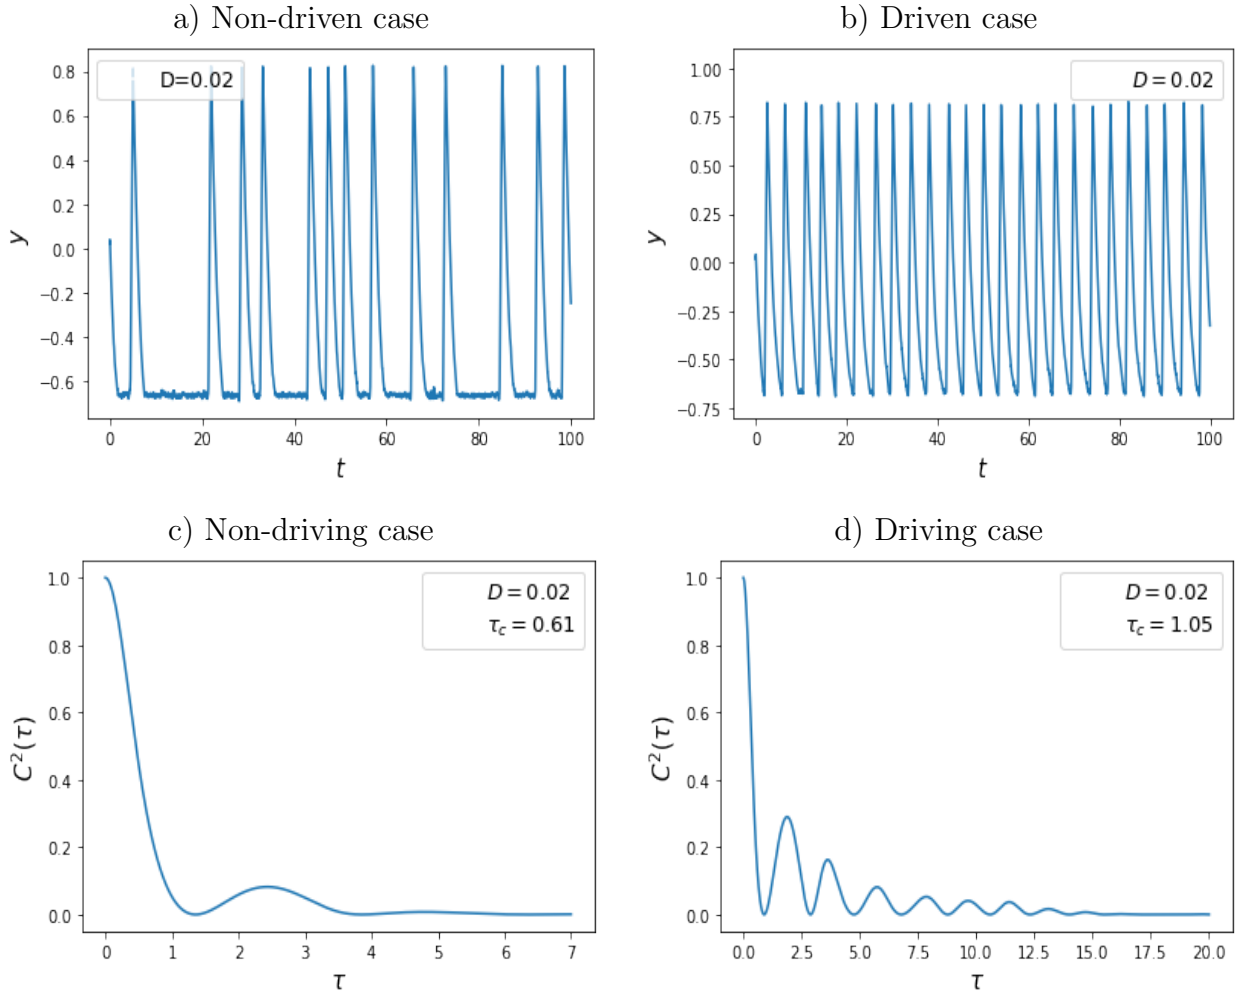 a) Non-driven case
b) Driven case
D=0.02
0.8
0.6
0.4
0.2
0.0
−0.2
−0.4
−0.6
y
0 20 40 60 80 100
t
D = 0.02
1.00
0.75
0.50
0.25
0.00
−0.25
−0.50
−0.75
y
0 20 40 60 80 100
t
c) Non-driving case
d) Driving case
D = 0.02
τc = 0.61
1.0
0.8
0.6
0.4
0.2
0.0
C²(τ)
0 1 2 3 4 5 6 7
τ
D = 0.02
τc = 1.05
1.0
0.8
0.6
0.4
0.2
0.0
C²(τ)
0.0 2.5 5.0 7.5 10.0 12.5 15.0 17.5 20.0
τ